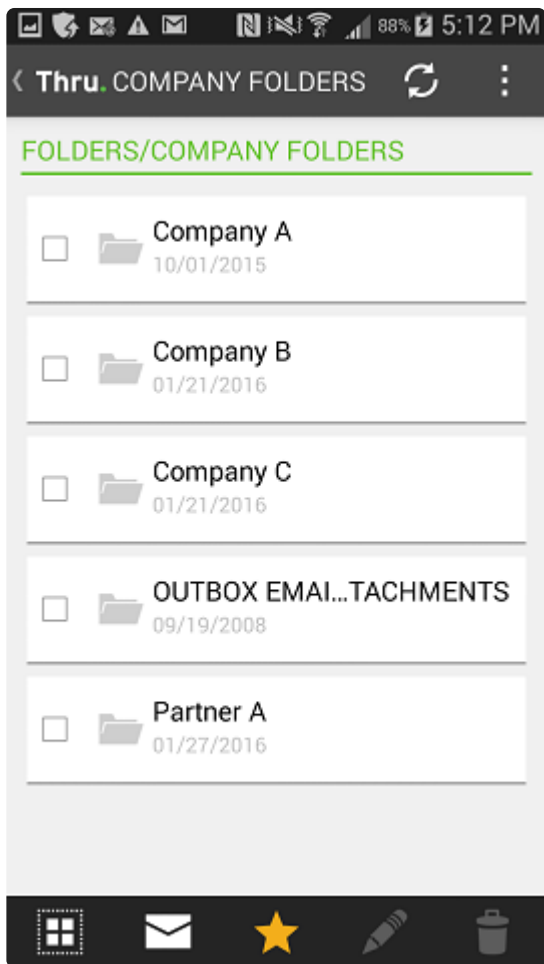 88% 5:12 PM
Thru. COMPANY FOLDERS
FOLDERS/COMPANY FOLDERS
Company A
10/01/2015
Company B
01/21/2016
Company C
01/21/2016
OUTBOX EMAI...TACHMENTS
09/19/2008
Partner A
01/27/2016